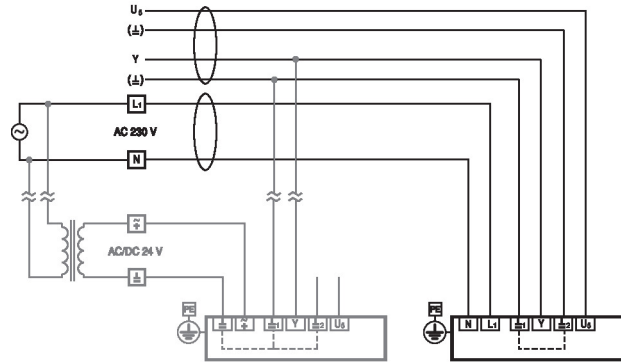 U₅
(⊥)
Y
(⊥)
L₁
AC 230 V
N
~
+
AC/DC 24 V
⊥
PE
⊥ ~+ ⊥1 Y ⊥2 U₅
PE
N L₁ ⊥1 Y ⊥2 U₅